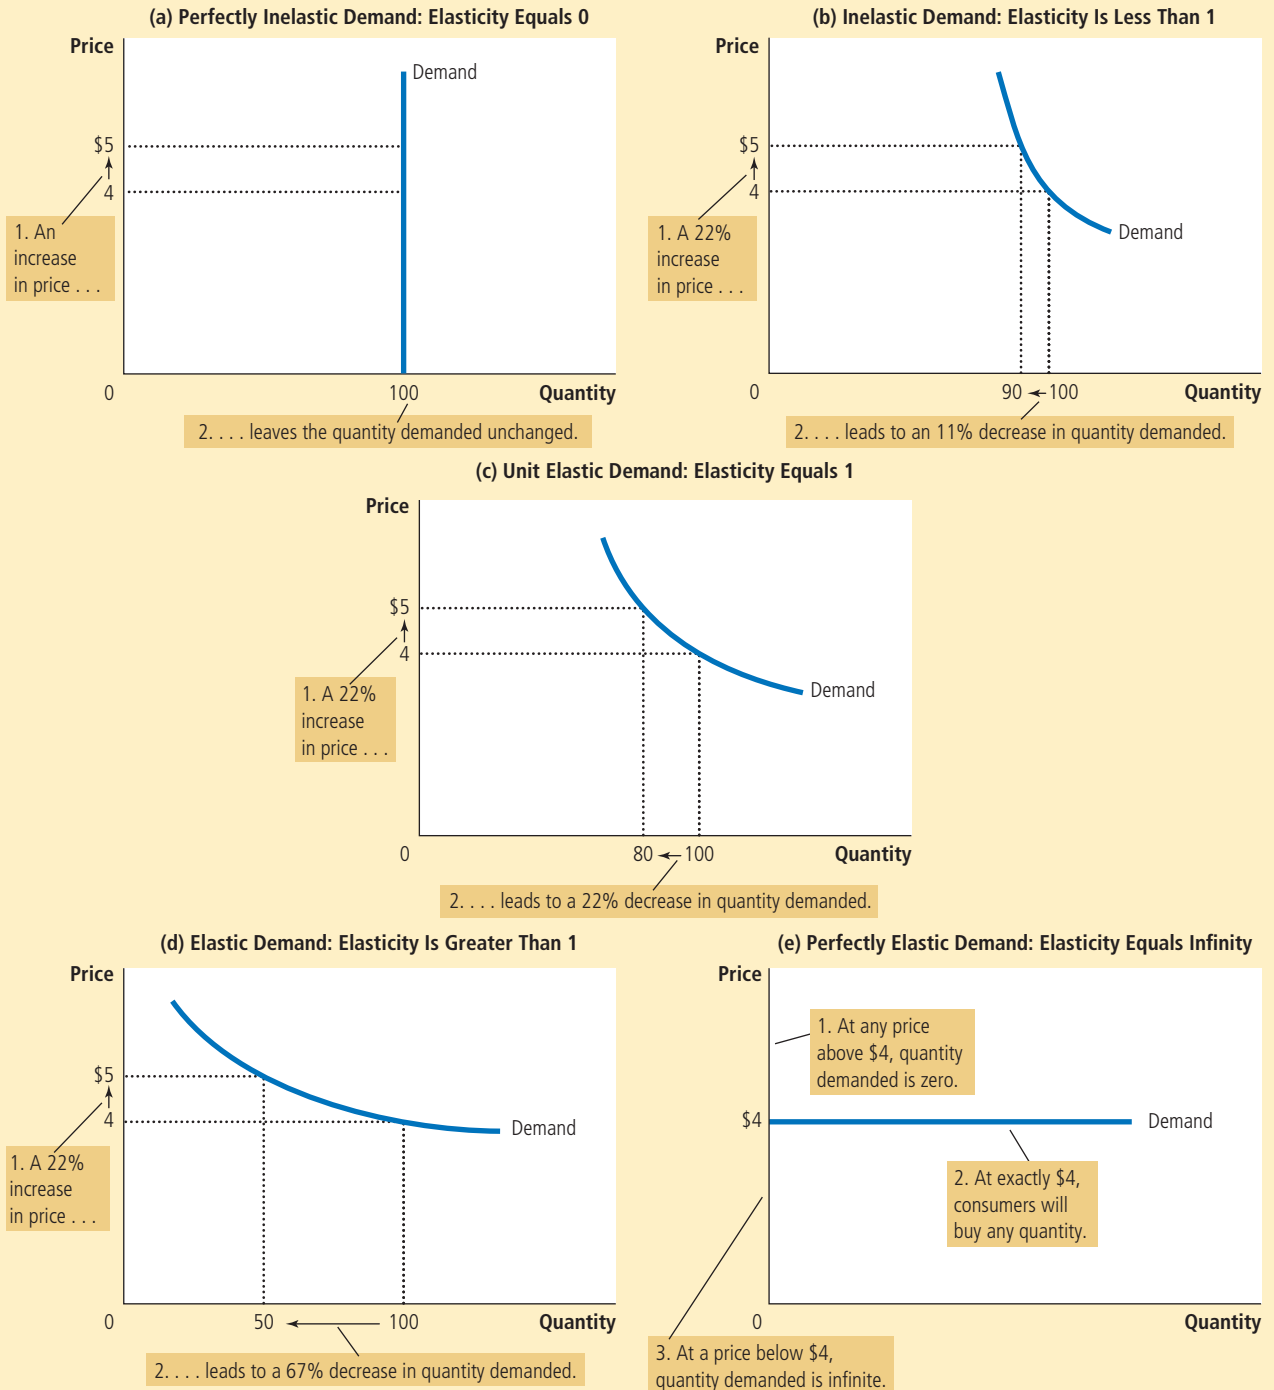 (a) Perfectly Inelastic Demand: Elasticity Equals 0
Price
Demand
$5
4
1. An
increase
in price . . .
0
100
Quantity
2. . . . leaves the quantity demanded unchanged.
(b) Inelastic Demand: Elasticity Is Less Than 1
Price
$5
4
Demand
1. A 22%
increase
in price . . .
0
90
100
Quantity
2. . . . leads to an 11% decrease in quantity demanded.
(c) Unit Elastic Demand: Elasticity Equals 1
Price
$5
4
Demand
1. A 22%
increase
in price . . .
0
80
100
Quantity
2. . . . leads to a 22% decrease in quantity demanded.
(d) Elastic Demand: Elasticity Is Greater Than 1
Price
$5
4
Demand
1. A 22%
increase
in price . . .
0
50
100
Quantity
2. . . . leads to a 67% decrease in quantity demanded.
(e) Perfectly Elastic Demand: Elasticity Equals Infinity
Price
1. At any price
above $4, quantity
demanded is zero.
$4
Demand
2. At exactly $4,
consumers will
buy any quantity.
0
Quantity
3. At a price below $4,
quantity demanded is infinite.